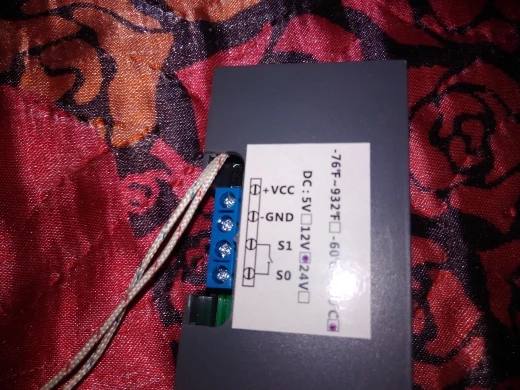 +VCC
-GND
S1
S0
DC:5V□12V□24V□
-76℉~932℉□-60
C□